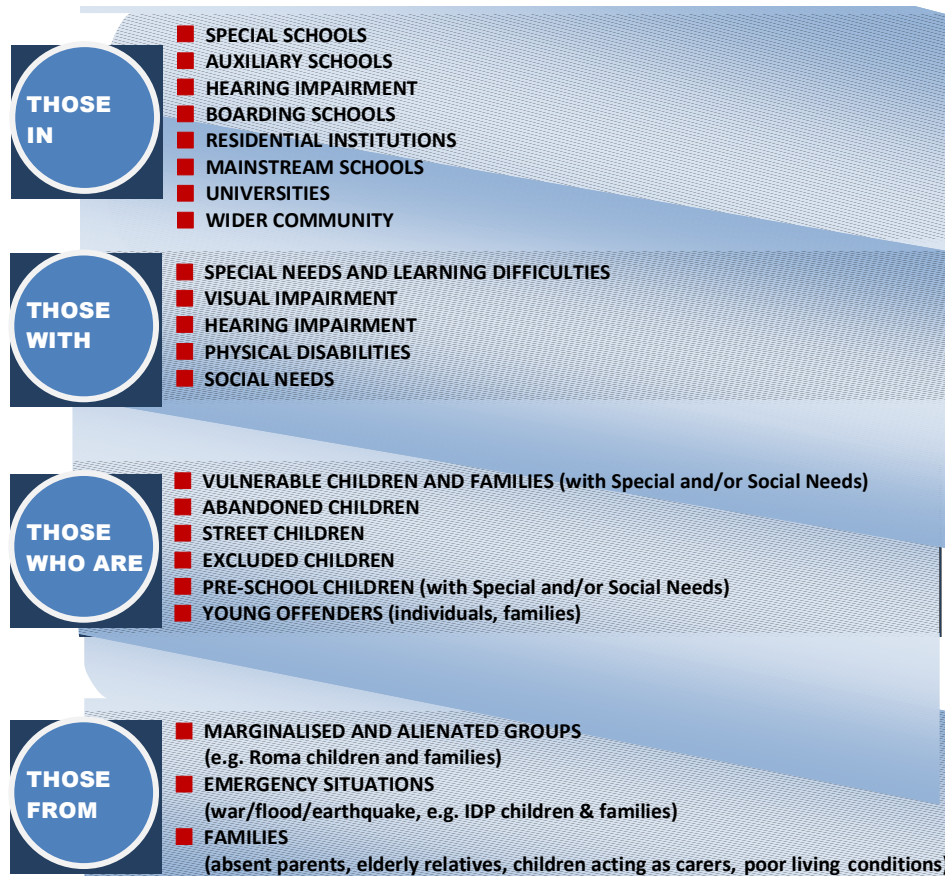 THOSE
IN
SPECIAL SCHOOLS
AUXILIARY SCHOOLS
HEARING IMPAIRMENT
BOARDING SCHOOLS
RESIDENTIAL INSTITUTIONS
MAINSTREAM SCHOOLS
UNIVERSITIES
WIDER COMMUNITY
THOSE
WITH
SPECIAL NEEDS AND LEARNING DIFFICULTIES
VISUAL IMPAIRMENT
HEARING IMPAIRMENT
PHYSICAL DISABILITIES
SOCIAL NEEDS
THOSE
WHO ARE
VULNERABLE CHILDREN AND FAMILIES (with Special and/or Social Needs)
ABANDONED CHILDREN
STREET CHILDREN
EXCLUDED CHILDREN
PRE-SCHOOL CHILDREN (with Special and/or Social Needs)
YOUNG OFFENDERS (individuals, families)
THOSE
FROM
MARGINALISED AND ALIENATED GROUPS
(e.g. Roma children and families)
EMERGENCY SITUATIONS
(war/flood/earthquake, e.g. IDP children & families)
FAMILIES
(absent parents, elderly relatives, children acting as carers, poor living conditions)